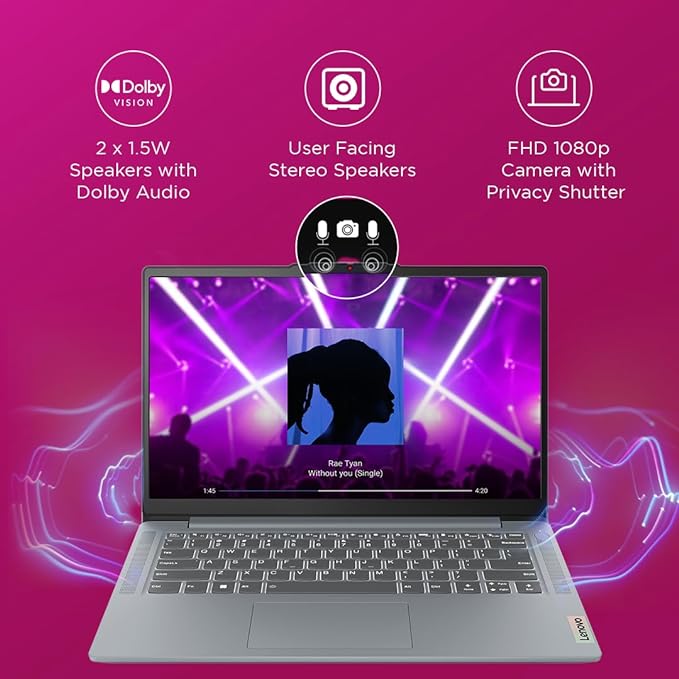 Dolby
VISION
2 x 1.5W
Speakers with
Dolby Audio
User Facing
Stereo Speakers
FHD 1080p
Camera with
Privacy Shutter
Rae Tyan
Without you (Single)
1:45
4:20
Lenovo